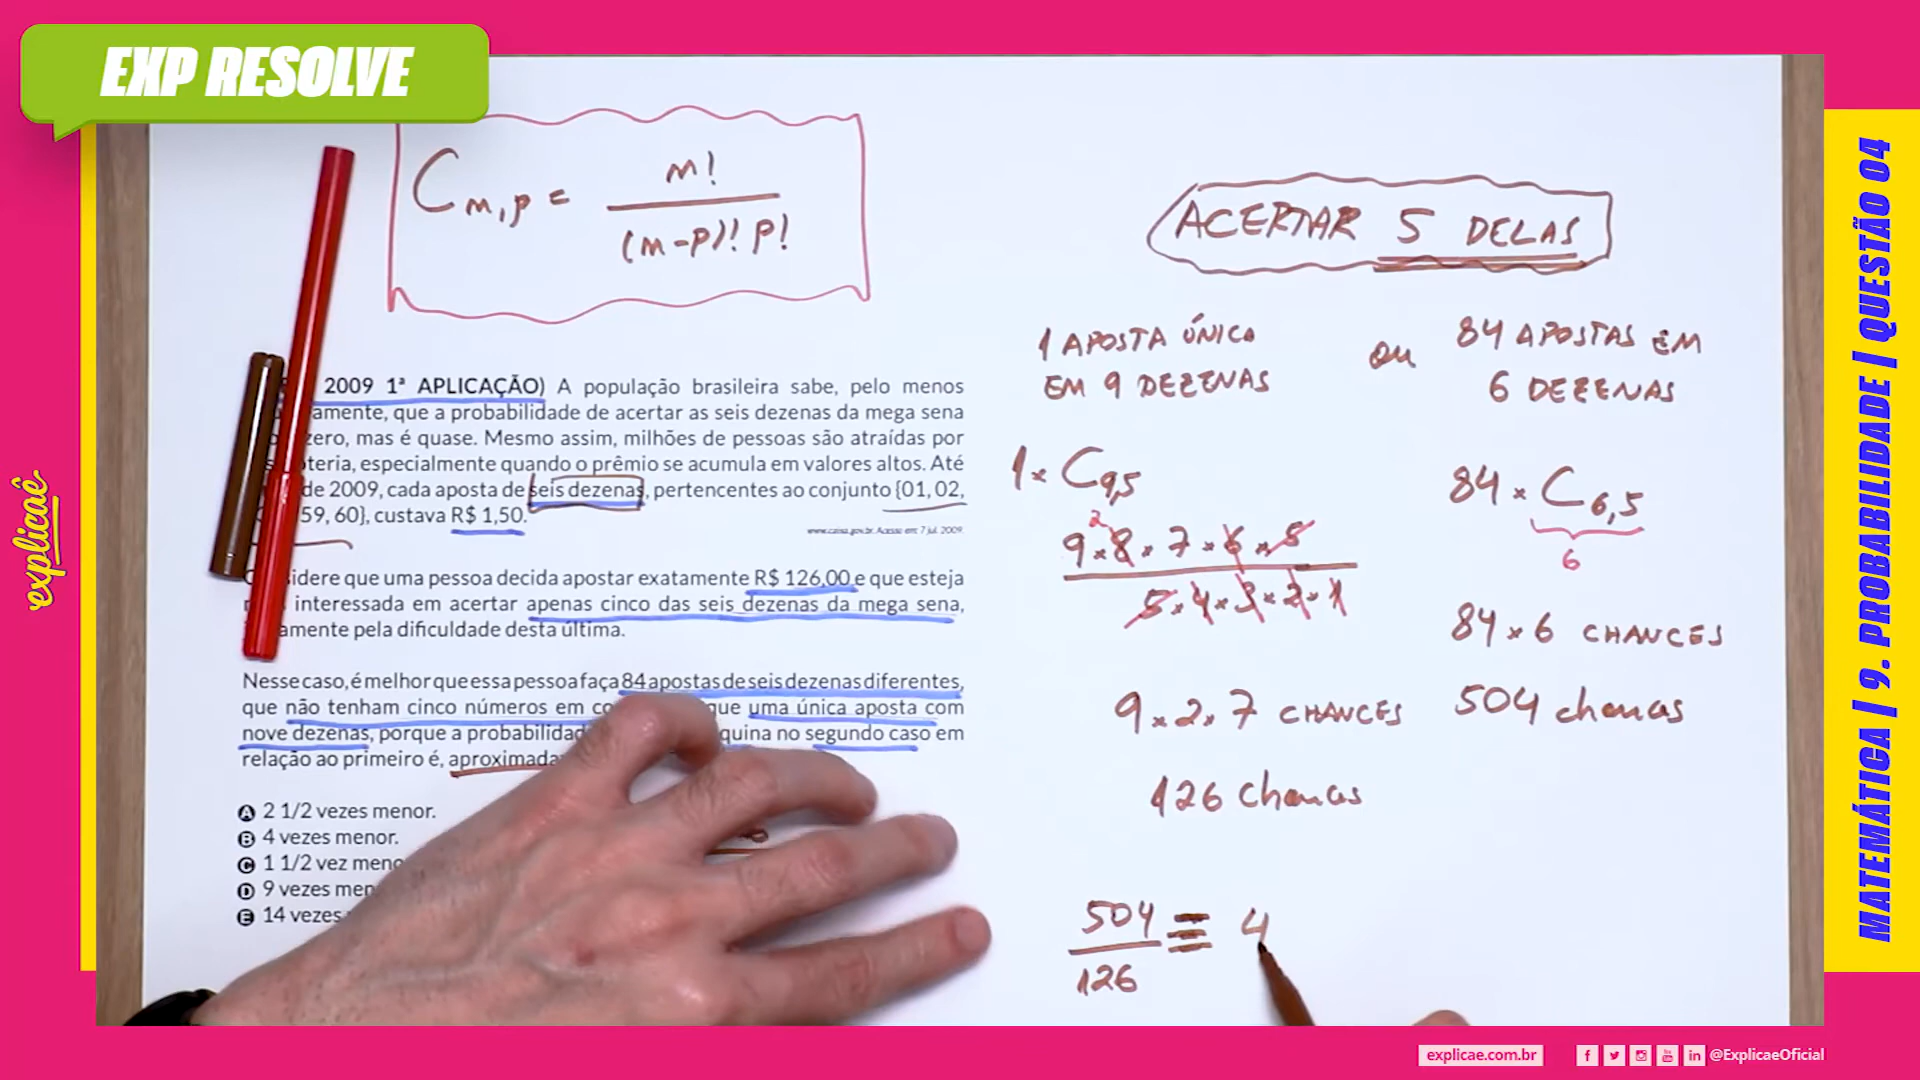 EXP RESOLVE
C m,p = m! / (m-p)! p!
2009 1ª APLICAÇÃO) A população brasileira sabe, pelo menos
amente, que a probabilidade de acertar as seis dezenas da mega sena
zero, mas é quase. Mesmo assim, milhões de pessoas são atraídas por
teria, especialmente quando o prêmio se acumula em valores altos. Até
de 2009, cada aposta de seis dezenas, pertencentes ao conjunto {01, 02,
59, 60}, custava R$ 1,50.
www.caixa.gov.br. Acesso em: 7 jul. 2009.
idere que uma pessoa decida apostar exatamente R$ 126,00 e que esteja
interessada em acertar apenas cinco das seis dezenas da mega sena,
amente pela dificuldade desta última.
Nesse caso, é melhor que essa pessoa faça 84 apostas de seis dezenas diferentes,
que não tenham cinco números em co que uma única aposta com
nove dezenas, porque a probabilidad quina no segundo caso em
relação ao primeiro é, aproximada
A 2 1/2 vezes menor.
B 4 vezes menor.
C 1 1/2 vez meno
D 9 vezes men
E 14 vezes
ACERTAR 5 DELAS
1 APOSTA ÚNICA
EM 9 DEZENAS
ou
84 APOSTAS EM
6 DEZENAS
1 × C9,5
9 × 8 × 7 × 6 × 5
2
5 × 4 × 3 × 2 × 1
9 × 2 × 7 CHANCES
126 chances
84 × C6,5
6
84 × 6 CHANCES
504 chances
504 / 126 = 4
explicaê
MATEMÁTICA | 9. PROBABILIDADE | QUESTÃO 04
explicae.com.br
@ExplicaeOficial